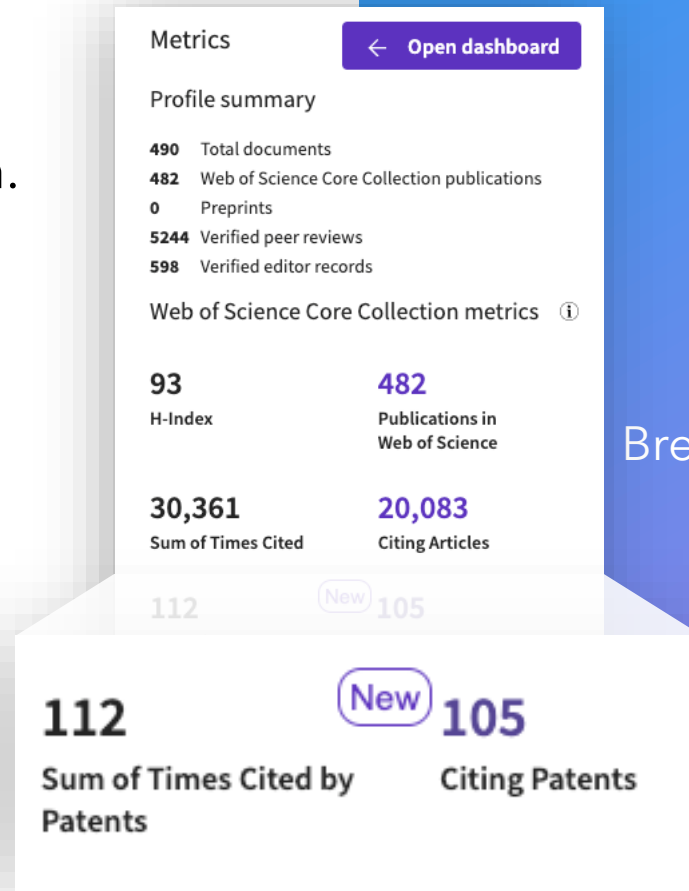 Metrics
← Open dashboard
Profile summary
490 Total documents
482 Web of Science Core Collection publications
0 Preprints
5244 Verified peer reviews
598 Verified editor records
Web of Science Core Collection metrics
93 482
H-Index Publications in
Web of Science
Bre
30,361 20,083
Sum of Times Cited Citing Articles
112 New 105
112 New 105
Sum of Times Cited by Citing Patents
Patents